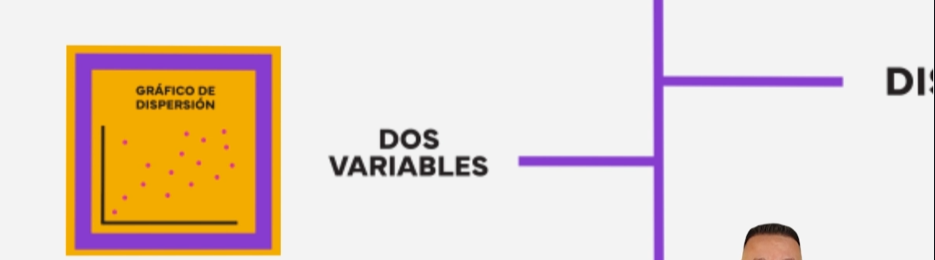 GRÁFICO DE
DISPERSIÓN
DOS
VARIABLES